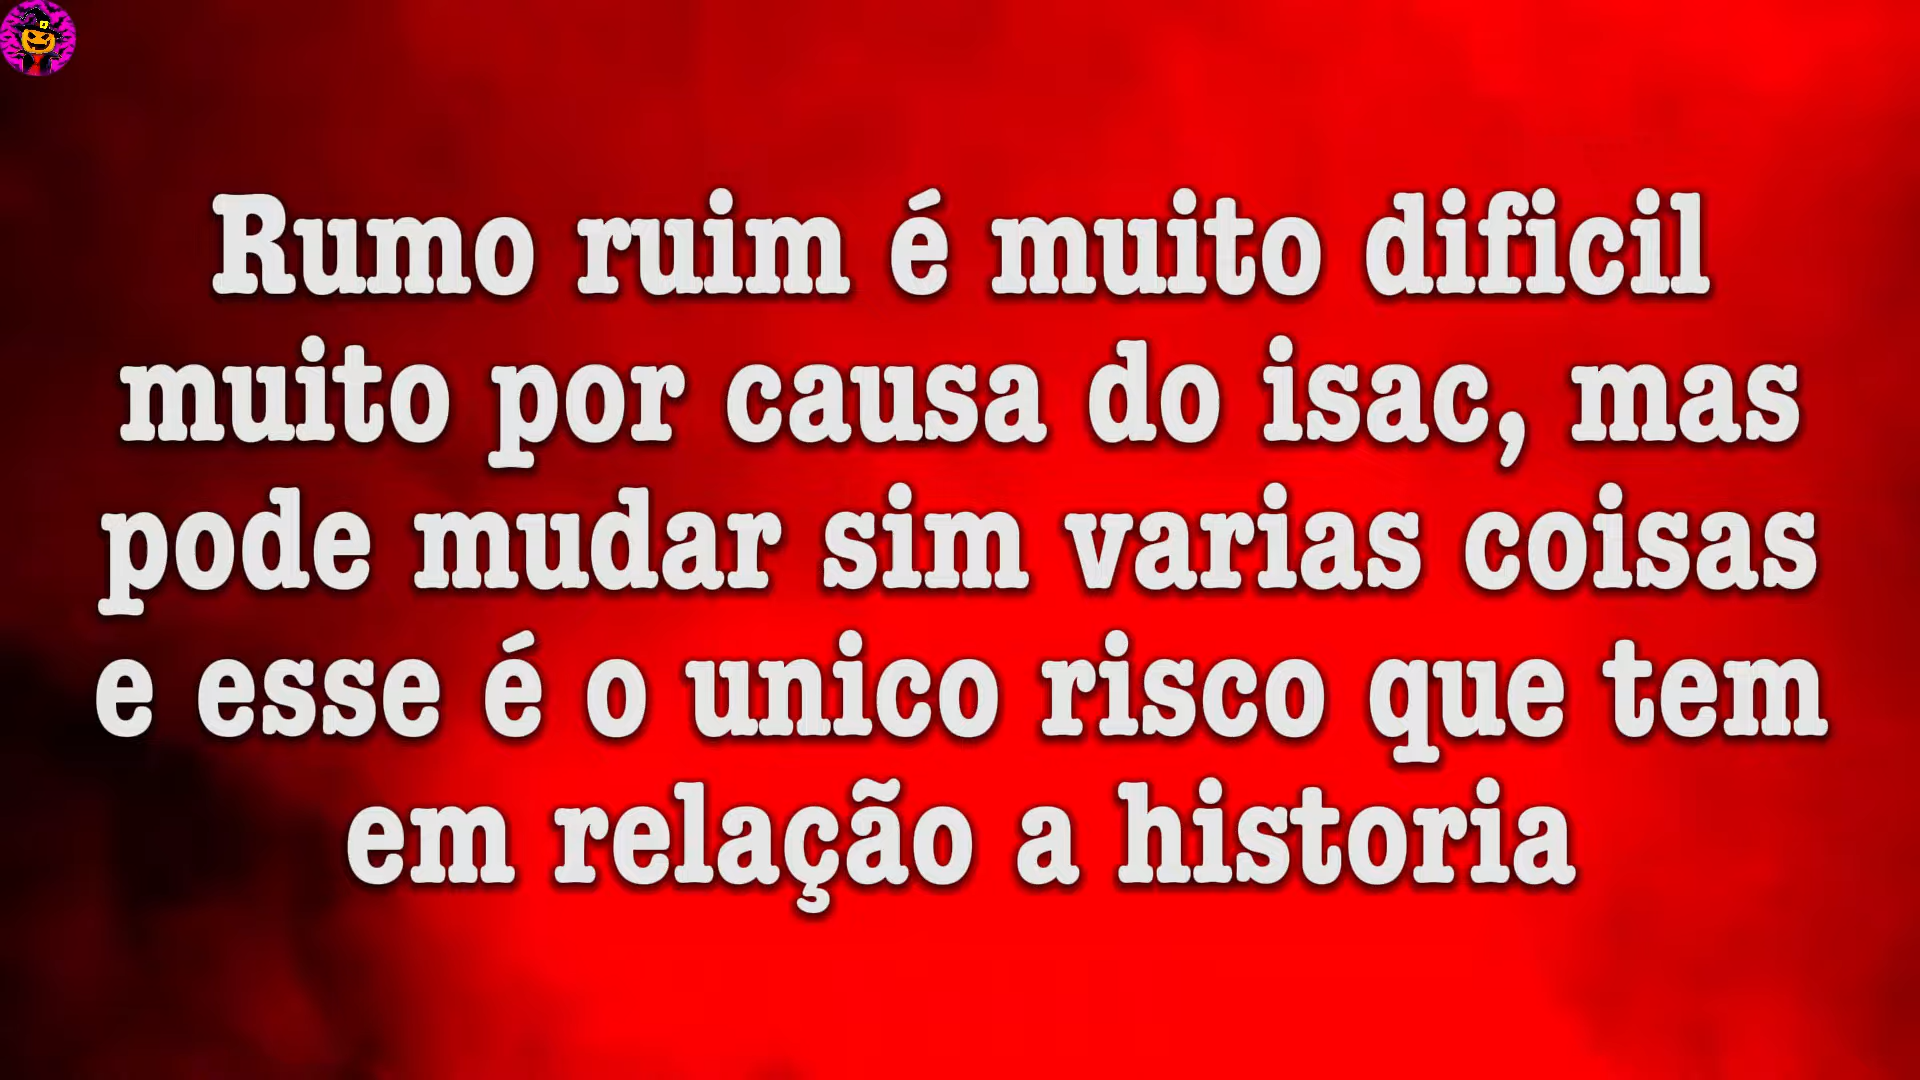 Rumo ruim é muito dificil
muito por causa do isac, mas
pode mudar sim varias coisas
e esse é o unico risco que tem
em relação a historia